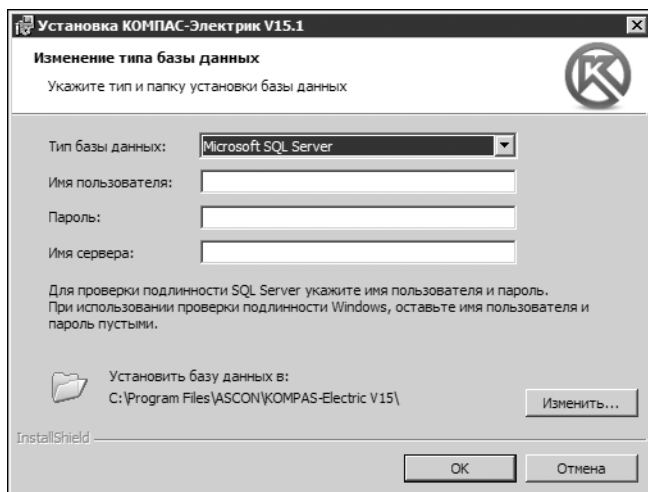 Установка КОМПАС-Электрик V15.1
Изменение типа базы данных
Укажите тип и папку установки базы данных
Тип базы данных: Microsoft SQL Server
Имя пользователя:
Пароль:
Имя сервера:
Для проверки подлинности SQL Server укажите имя пользователя и пароль.
При использовании проверки подлинности Windows, оставьте имя пользователя и
пароль пустыми.
Установить базу данных в:
C:\Program Files\ASCON\KOMPAS-Electric V15\
Изменить...
InstallShield
OK
Отмена